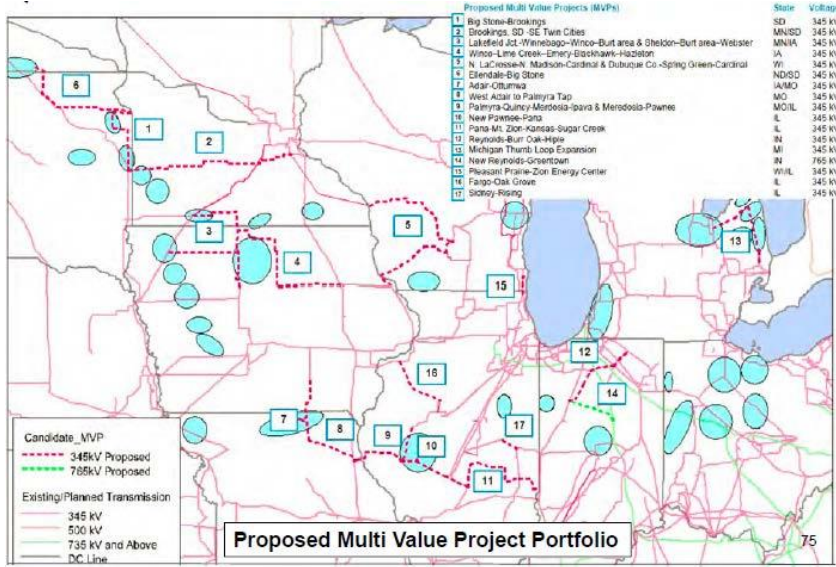 Proposed Multi Value Projects (MVPs) State Voltage
1 Big Stone-Brookings SD 345 kV
2 Brookings, SD -SE Twin Cities MN/SD 345 kV
3 Lakefield Jct.-Winnebago-Winco-Burt area & Sheldon-Burt area-Webster MN/IA 345 kV
4 Winco-Lime Creek-Emery-Blackhawk-Hazleton IA 345 kV
5 N. LaCrosse-N. Madison-Cardinal & Dubuque Co.-Spring Green-Cardinal WI 345 kV
6 Ellendale-Big Stone ND/SD 345 kV
7 Adair-Ottumwa IA/MO 345 kV
8 West Adair to Palmyra Tap MO 345 kV
9 Palmyra-Quincy-Merdosia-Ipava & Meredosia-Pawnee MO/IL 345 kV
10 New Pawnee-Pana IL 345 kV
11 Pana-Mt. Zion-Kansas-Sugar Creek IL 345 kV
12 Reynolds-Burr Oak-Hiple IN 345 kV
13 Michigan Thumb Loop Expansion MI 345 kV
14 New Reynolds-Greentown IN 765 kV
15 Pleasant Prairie-Zion Energy Center WI/IL 345 kV
16 Fargo-Oak Grove IL 345 kV
17 Sidney-Rising IL 345 kV
6
1
2
3
5
13
4
15
12
16
14
7
8
9
17
10
11
Candidate_MVP
345kV Proposed
765kV Proposed
Existing/Planned Transmission
345 kV
500 kV
735 kV and Above
DC Line
Proposed Multi Value Project Portfolio
75